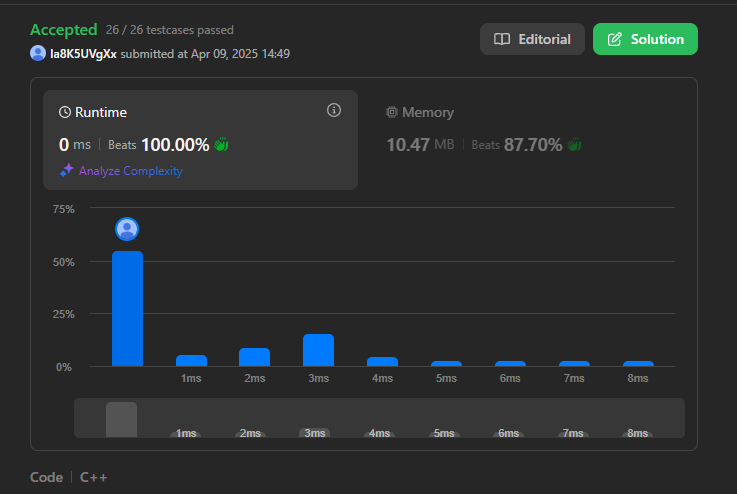 Accepted 26 / 26 testcases passed
la8K5UVgXx submitted at Apr 09, 2025 14:49
Editorial
Solution
Runtime
0 ms | Beats 100.00%
Analyze Complexity
Memory
10.47 MB | Beats 87.70%
75%
50%
25%
0%
1ms 2ms 3ms 4ms 5ms 6ms 7ms 8ms
1ms 2ms 3ms 4ms 5ms 6ms 7ms 8ms
Code | C++